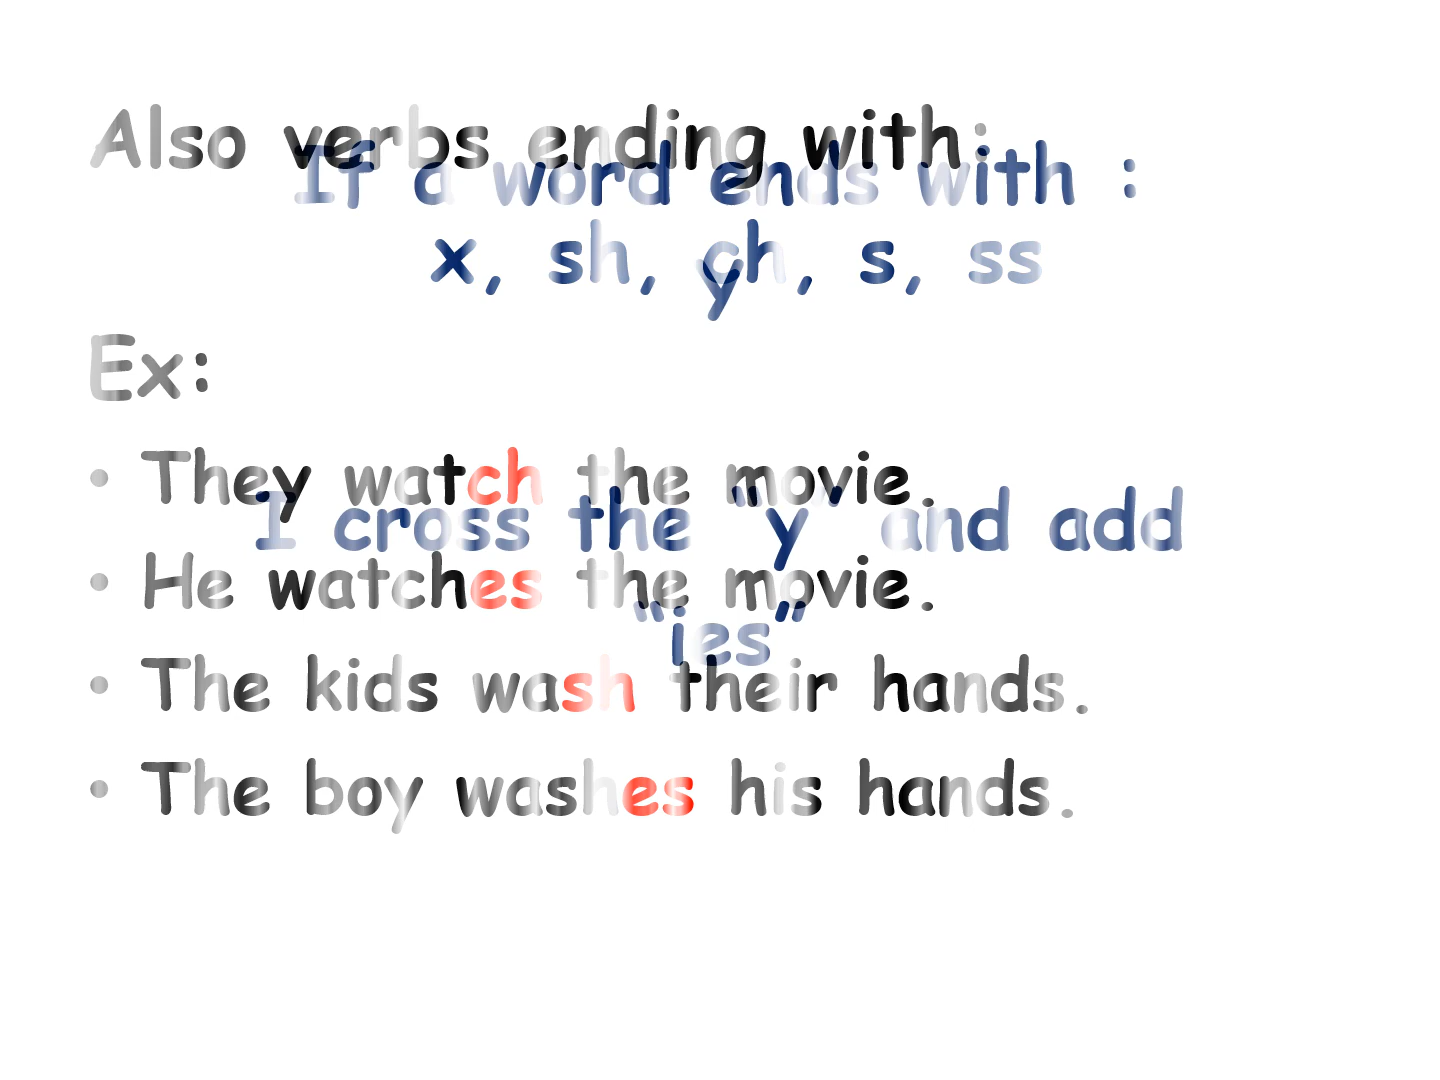 Also verbs ending with:
If a word ends with :
x, sh, ch, s, ss
y
Ex:
• They watch the movie.
I cross the "y" and add
• He watches the movie.
"ies"
• The kids wash their hands.
• The boy washes his hands.